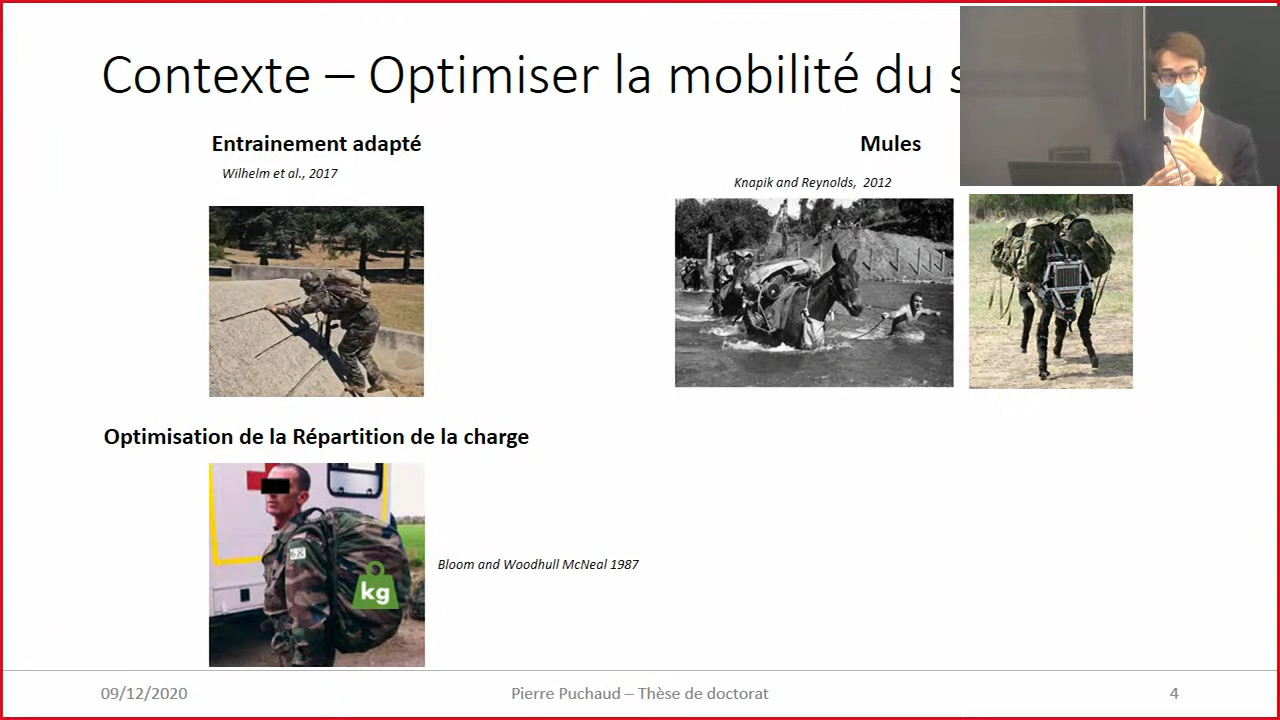 Contexte – Optimiser la mobilité du
Entrainement adapté
Wilhelm et al., 2017
Mules
Knapik and Reynolds, 2012
Optimisation de la Répartition de la charge
kg
Bloom and Woodhull McNeal 1987
09/12/2020
Pierre Puchaud – Thèse de doctorat
4